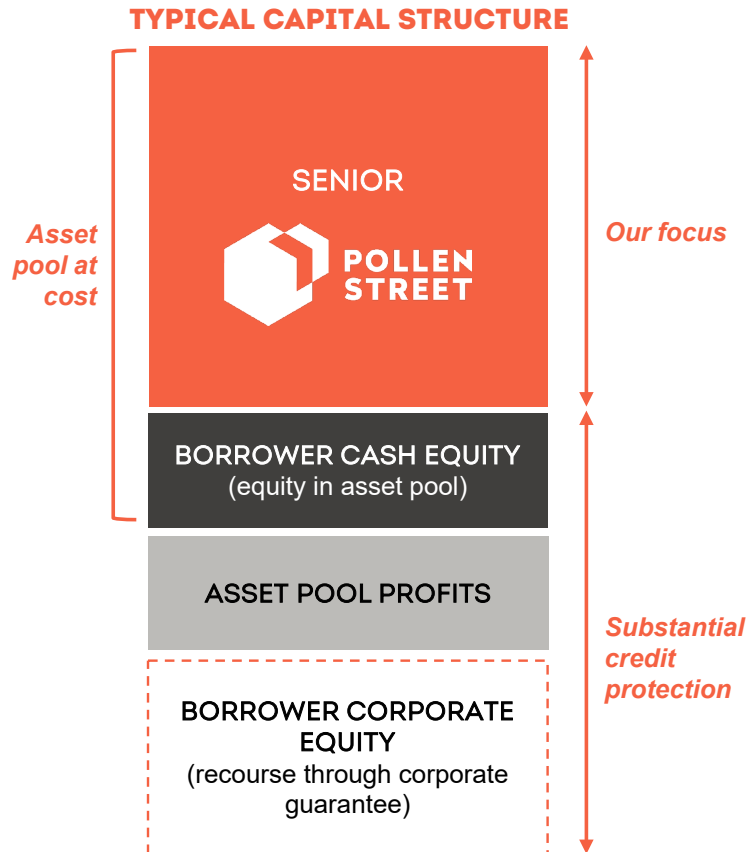 TYPICAL CAPITAL STRUCTURE
SENIOR
POLLEN
STREET
Asset
pool at
cost
Our focus
BORROWER CASH EQUITY
(equity in asset pool)
ASSET POOL PROFITS
Substantial
credit
protection
BORROWER CORPORATE
EQUITY
(recourse through corporate
guarantee)